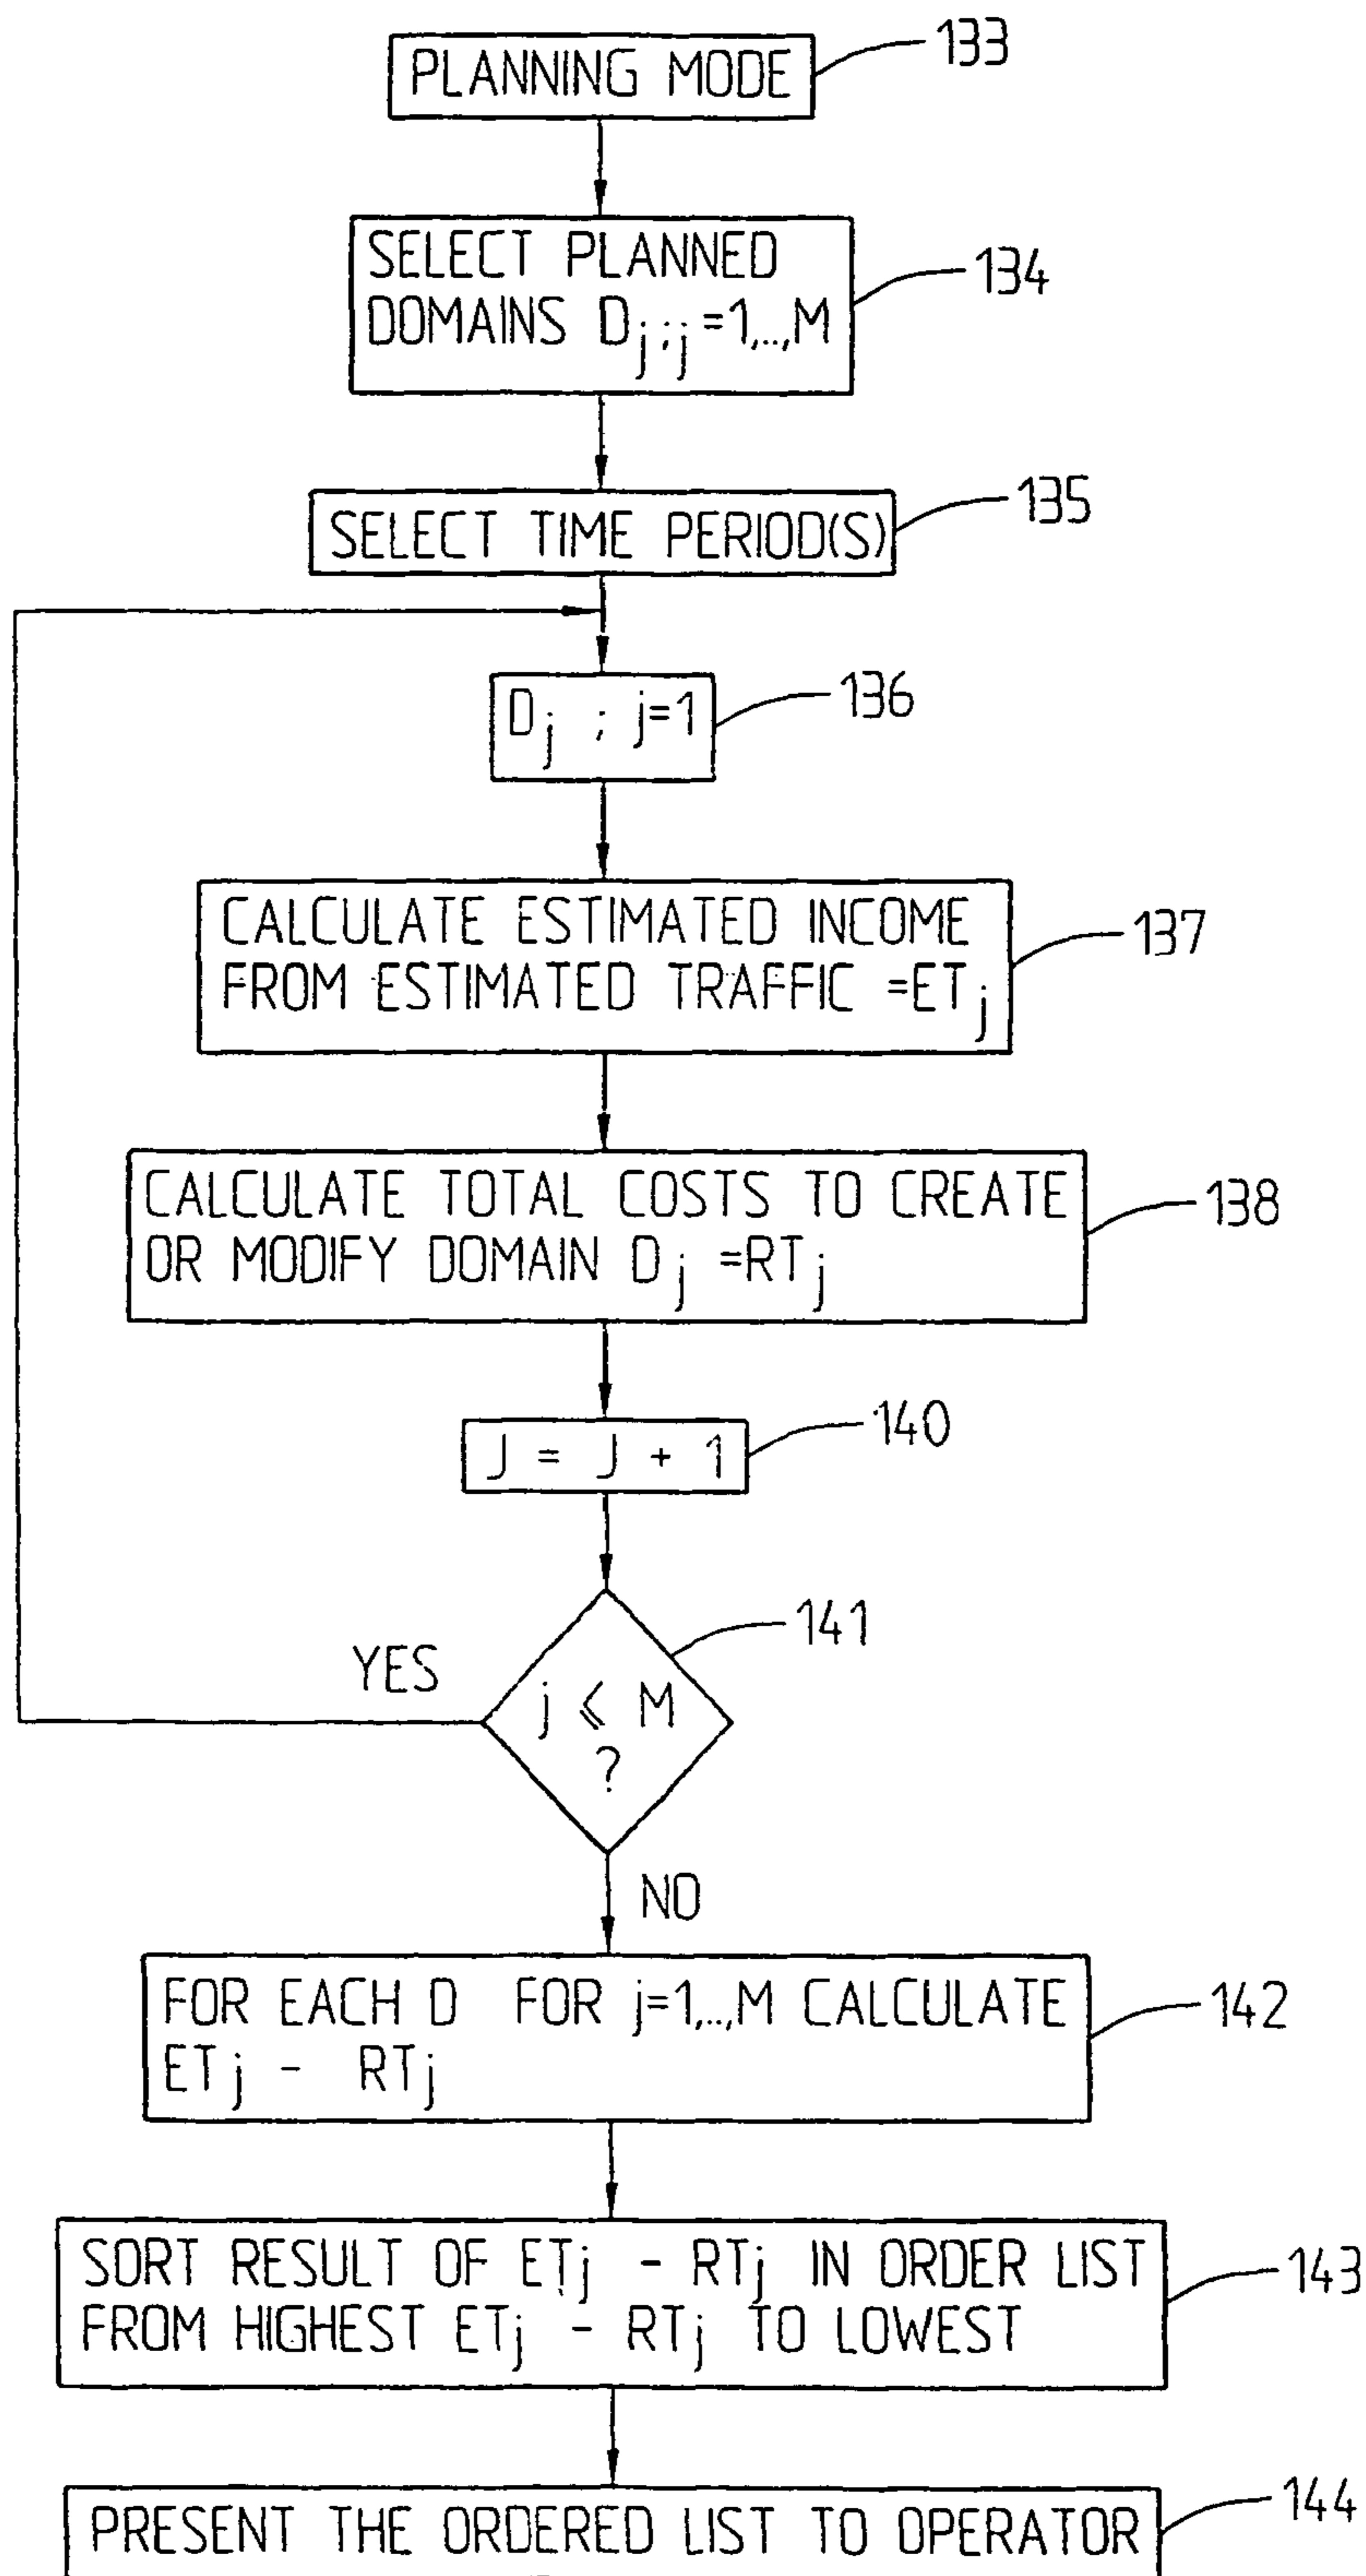 PLANNING MODE
133
SELECT PLANNED
DOMAINS Dj;j=1,..,M
134
SELECT TIME PERIOD(S)
135
Dj ; j=1
136
CALCULATE ESTIMATED INCOME
FROM ESTIMATED TRAFFIC =ETj
137
CALCULATE TOTAL COSTS TO CREATE
OR MODIFY DOMAIN Dj =RTj
138
J = J + 1
140
j ⩽ M
?
141
YES
NO
FOR EACH D FOR j=1,..,M CALCULATE
ETj - RTj
142
SORT RESULT OF ETj - RTj IN ORDER LIST
FROM HIGHEST ETj - RTj TO LOWEST
143
PRESENT THE ORDERED LIST TO OPERATOR
144